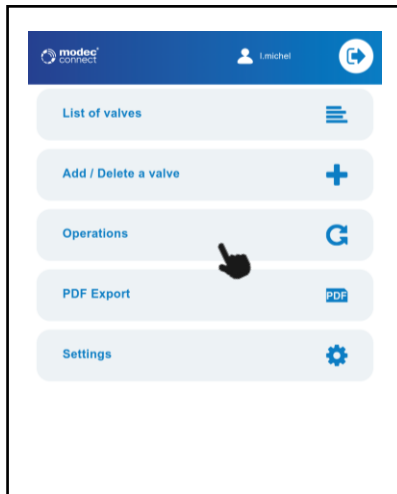 modec®
connect
l.michel
List of valves
Add / Delete a valve
Operations
PDF Export
PDF
Settings